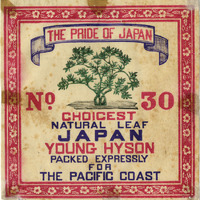 THE PRIDE OF JAPAN
No. 30
CHOICEST
NATURAL LEAF
JAPAN
YOUNG HYSON
PACKED EXPRESSLY
FOR
THE PACIFIC COAST